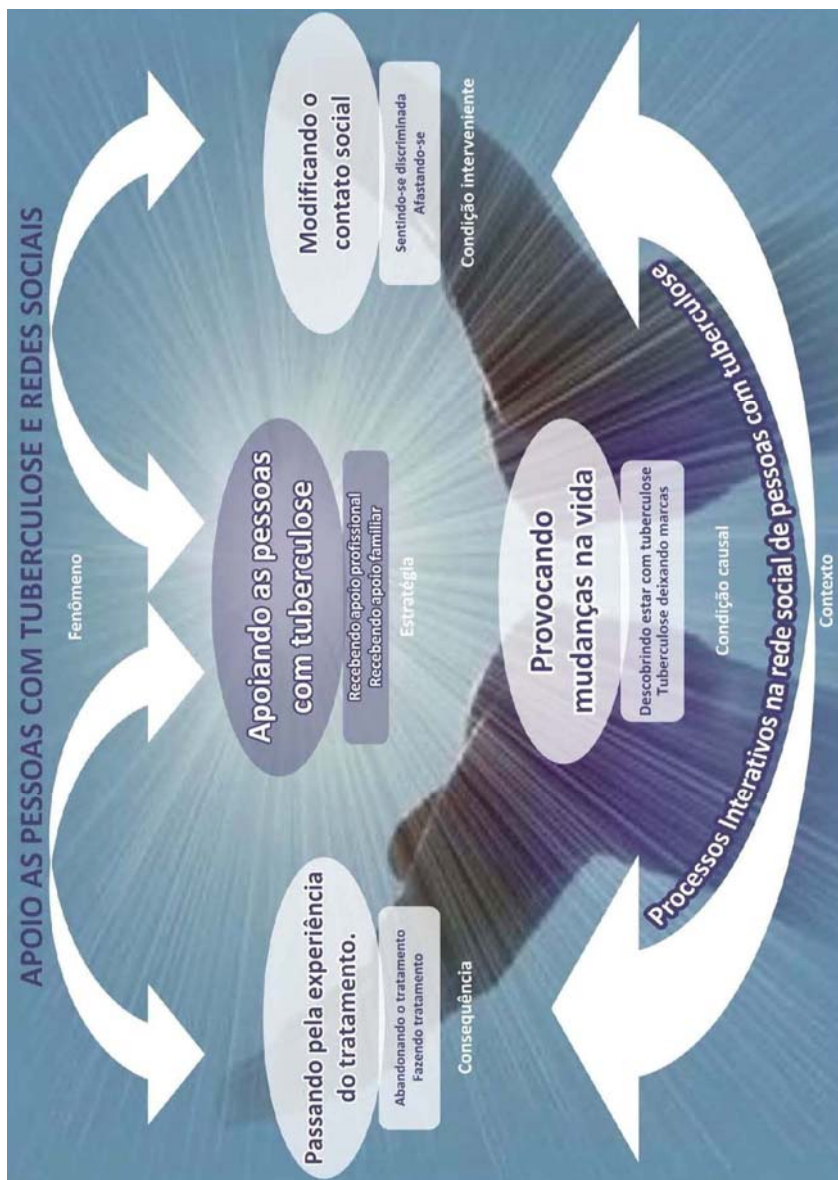 APOIO AS PESSOAS COM TUBERCULOSE E REDES SOCIAIS
Fenômeno
Passando pela experiência
do tratamento.
Abandonando o tratamento
Fazendo tratamento
Consequência
Apoiando as pessoas
com tuberculose
Recebendo apoio profissional
Recebendo apoio familiar
Estratégia
Modificando o
contato social
Sentindo-se discriminada
Afastando-se
Condição interveniente
Provocando
mudanças na vida
Descobrindo estar com tuberculose
Tuberculose deixando marcas
Condição causal
Processos Interativos na rede social de pessoas com tuberculose
Contexto